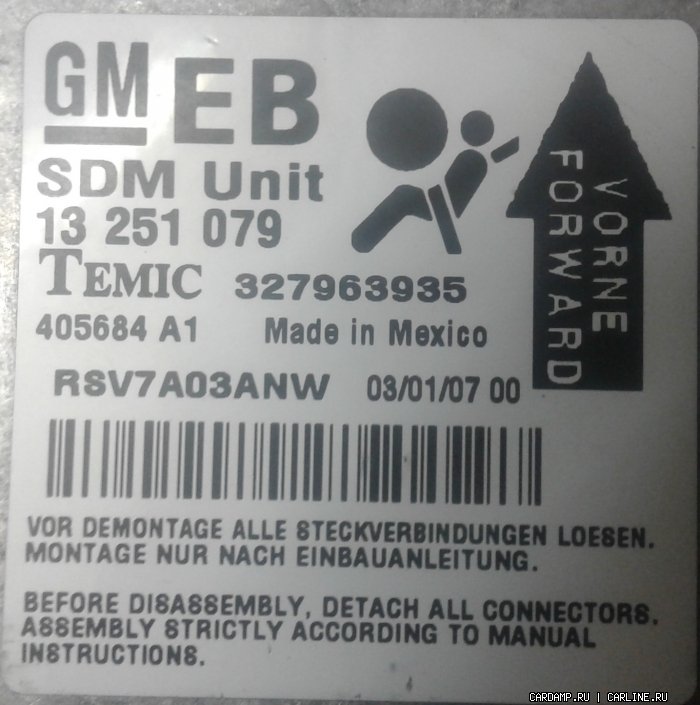 GM EB
SDM Unit
13 251 079
TEMIC 327963935
405684 A1 Made in Mexico
RSV7A03ANW 03/01/07 00
VORNE
FORWARD
VOR DEMONTAGE ALLE STECKVERBINDUNGEN LOESEN.
MONTAGE NUR NACH EINBAUANLEITUNG.
BEFORE DISASSEMBLY, DETACH ALL CONNECTORS.
ASSEMBLY STRICTLY ACCORDING TO MANUAL
INSTRUCTIONS.
CARDAMP.RU | CARLINE.RU